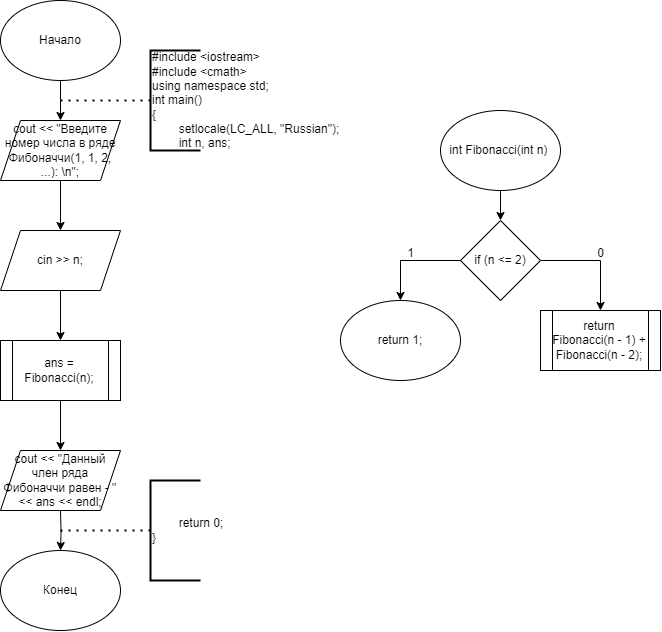 Начало
#include <iostream>
#include <cmath>
using namespace std;
int main()
{
setlocale(LC_ALL, "Russian");
int n, ans;
cout << "Введите
номер числа в ряде
Фибоначчи(1, 1, 2,
...): \n";
cin >> n;
ans =
Fibonacci(n);
cout << "Данный
член ряда
Фибоначчи равен - "
<< ans << endl;
return 0;
}
Конец
int Fibonacci(int n)
if (n <= 2)
1
0
return 1;
return
Fibonacci(n - 1) +
Fibonacci(n - 2);